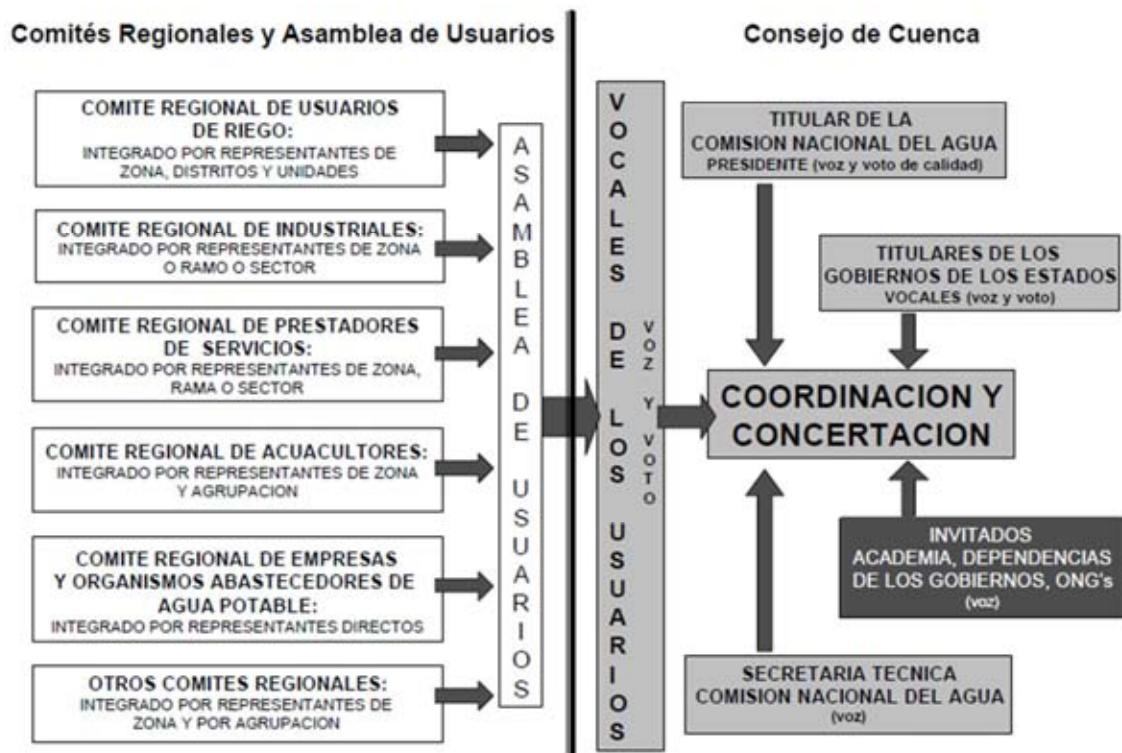 Comités Regionales y Asamblea de Usuarios
COMITE REGIONAL DE USUARIOS
DE RIEGO:
INTEGRADO POR REPRESENTANTES DE
ZONA, DISTRITOS Y UNIDADES
COMITE REGIONAL DE INDUSTRIALES:
INTEGRADO POR REPRESENTANTES DE ZONA
O RAMO O SECTOR
COMITE REGIONAL DE PRESTADORES
DE SERVICIOS:
INTEGRADO POR REPRESENTANTES DE ZONA,
RAMA O SECTOR
COMITE REGIONAL DE ACUACULTORES:
INTEGRADO POR REPRESENTANTES DE ZONA
Y AGRUPACION
COMITE REGIONAL DE EMPRESAS
Y ORGANISMOS ABASTECEDORES DE
AGUA POTABLE:
INTEGRADO POR REPRESENTANTES DIRECTOS
OTROS COMITES REGIONALES:
INTEGRADO POR REPRESENTANTES DE
ZONA Y POR AGRUPACION
ASAMBLEA DE USUARIOS
Consejo de Cuenca
VOCALES DE LOS USUARIOS
VOZ Y VOTO
TITULAR DE LA
COMISION NACIONAL DEL AGUA
PRESIDENTE (voz y voto de calidad)
TITULARES DE LOS
GOBIERNOS DE LOS ESTADOS
VOCALES (voz y voto)
COORDINACION Y
CONCERTACION
INVITADOS
ACADEMIA, DEPENDENCIAS
DE LOS GOBIERNOS, ONG's
(voz)
SECRETARIA TECNICA
COMISION NACIONAL DEL AGUA
(voz)